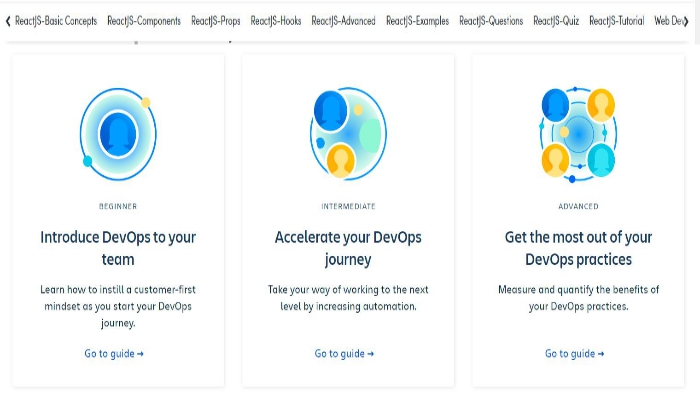 ReactJS-Basic Concepts ReactJS-Components ReactJS-Props ReactJS-Hooks ReactJS-Advanced ReactJS-Examples ReactJS-Questions ReactJS-Quiz ReactJS-Tutorial Web Dev
BEGINNER
Introduce DevOps to your
team
Learn how to instill a customer-first
mindset as you start your DevOps
journey.
Go to guide →
INTERMEDIATE
Accelerate your DevOps
journey
Take your way of working to the next
level by increasing automation.
Go to guide →
ADVANCED
Get the most out of your
DevOps practices
Measure and quantify the benefits of
your DevOps practices.
Go to guide →